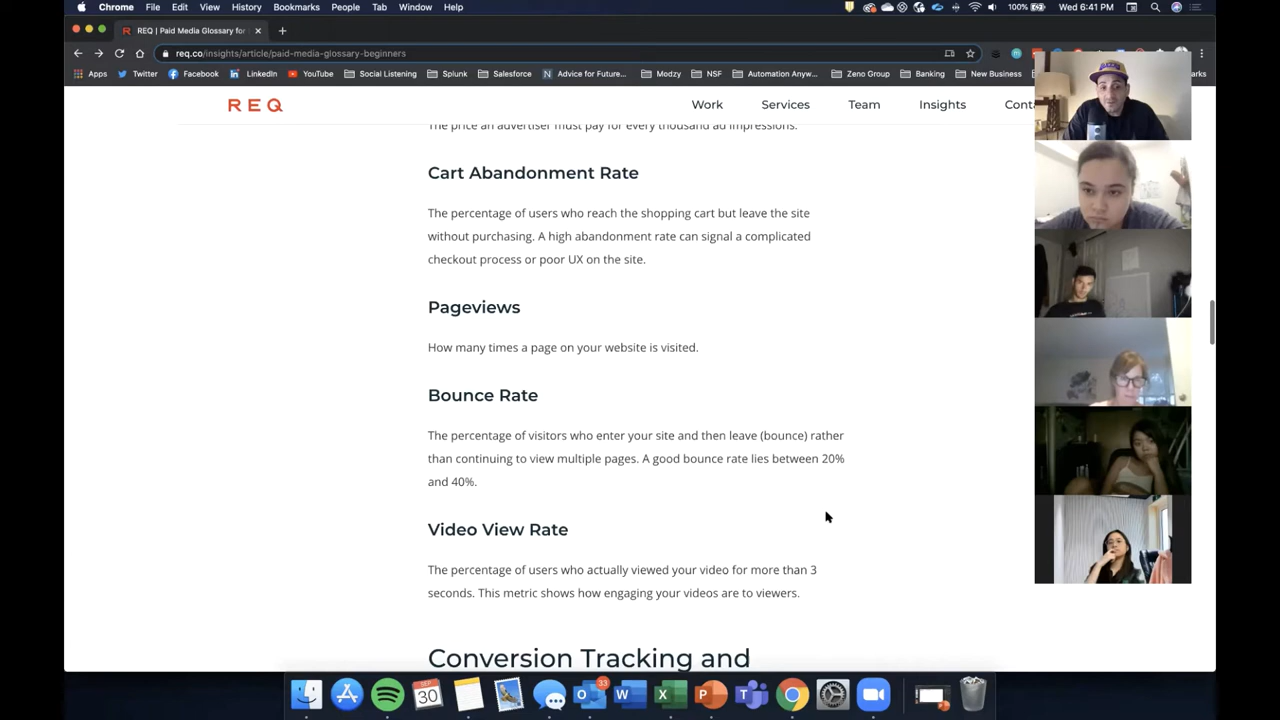 Chrome File Edit View History Bookmarks People Tab Window Help 100% Wed 6:41 PM
REQ | Paid Media Glossary for
req.co/insights/article/paid-media-glossary-beginners
Apps Twitter Facebook LinkedIn YouTube Social Listening Splunk Salesforce Advice for Future... Modzy NSF Automation Anyw... Zeno Group Banking New Business
REQ Work Services Team Insights
The price an advertiser must pay for every thousand ad impressions.
Cart Abandonment Rate
The percentage of users who reach the shopping cart but leave the site
without purchasing. A high abandonment rate can signal a complicated
checkout process or poor UX on the site.
Pageviews
How many times a page on your website is visited.
Bounce Rate
The percentage of visitors who enter your site and then leave (bounce) rather
than continuing to view multiple pages. A good bounce rate lies between 20%
and 40%.
Video View Rate
The percentage of users who actually viewed your video for more than 3
seconds. This metric shows how engaging your videos are to viewers.
Conversion Tracking and
SEP
30
33